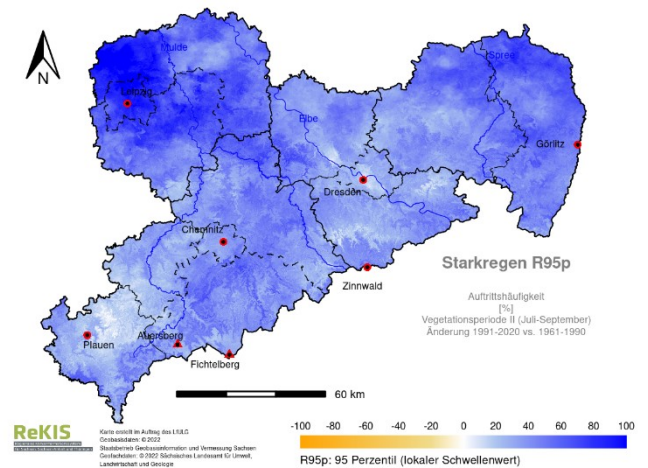 Mulde
Spree
Leipzig
Elbe
Görlitz
Dresden
Chemnitz
Zinnwald
Starkregen R95p
Auftrittshäufigkeit
[%]
Vegetationsperiode II (Juli-September)
Änderung 1991-2020 vs. 1961-1990
Auersberg
Plauen
Fichtelberg
N
60 km
ReKIS
Karte erstellt im Auftrag des LfULG
Geobasisdaten: © 2022
Staatsbetrieb Geobasisinformation und Vermessung Sachsen
Geofachdaten: © 2022 Sächsisches Landesamt für Umwelt,
Landwirtschaft und Geologie
-100 -80 -60 -40 -20 0 20 40 60 80 100
R95p: 95 Perzentil (lokaler Schwellenwert)